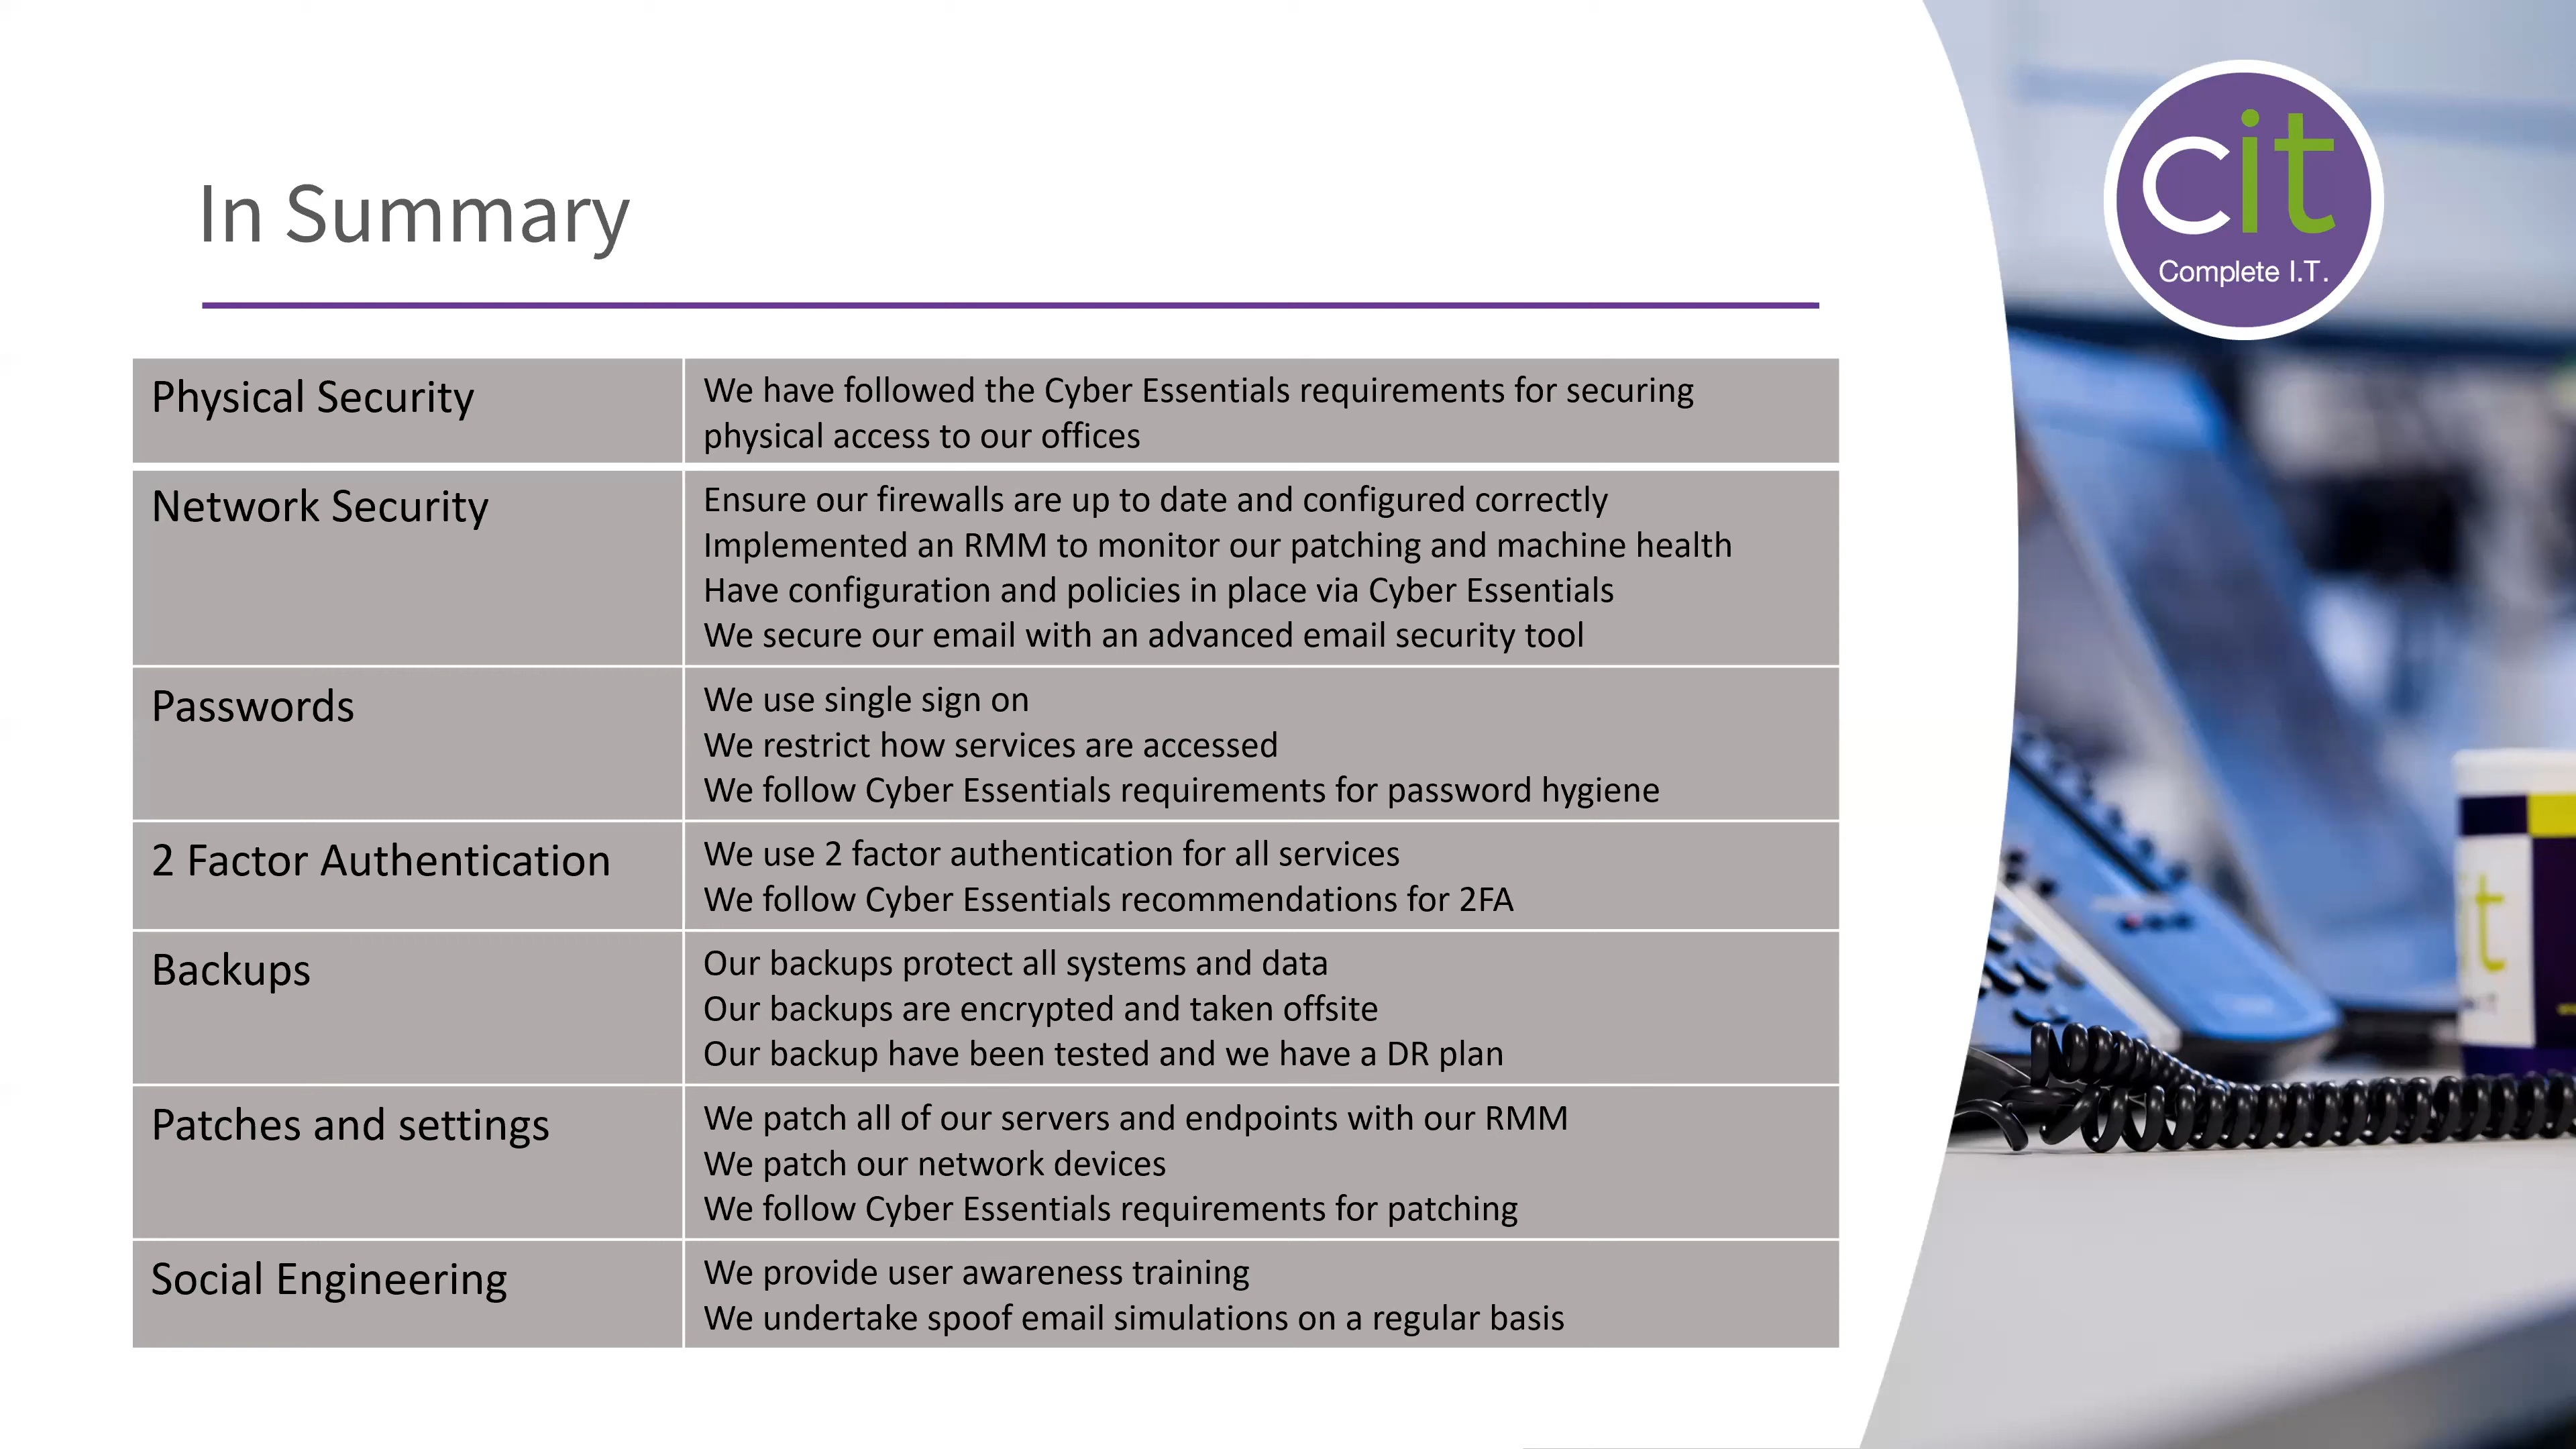 In Summary
cit
Complete I.T.
Physical Security
We have followed the Cyber Essentials requirements for securing
physical access to our offices
Network Security
Ensure our firewalls are up to date and configured correctly
Implemented an RMM to monitor our patching and machine health
Have configuration and policies in place via Cyber Essentials
We secure our email with an advanced email security tool
Passwords
We use single sign on
We restrict how services are accessed
We follow Cyber Essentials requirements for password hygiene
2 Factor Authentication
We use 2 factor authentication for all services
We follow Cyber Essentials recommendations for 2FA
Backups
Our backups protect all systems and data
Our backups are encrypted and taken offsite
Our backup have been tested and we have a DR plan
Patches and settings
We patch all of our servers and endpoints with our RMM
We patch our network devices
We follow Cyber Essentials requirements for patching
Social Engineering
We provide user awareness training
We undertake spoof email simulations on a regular basis